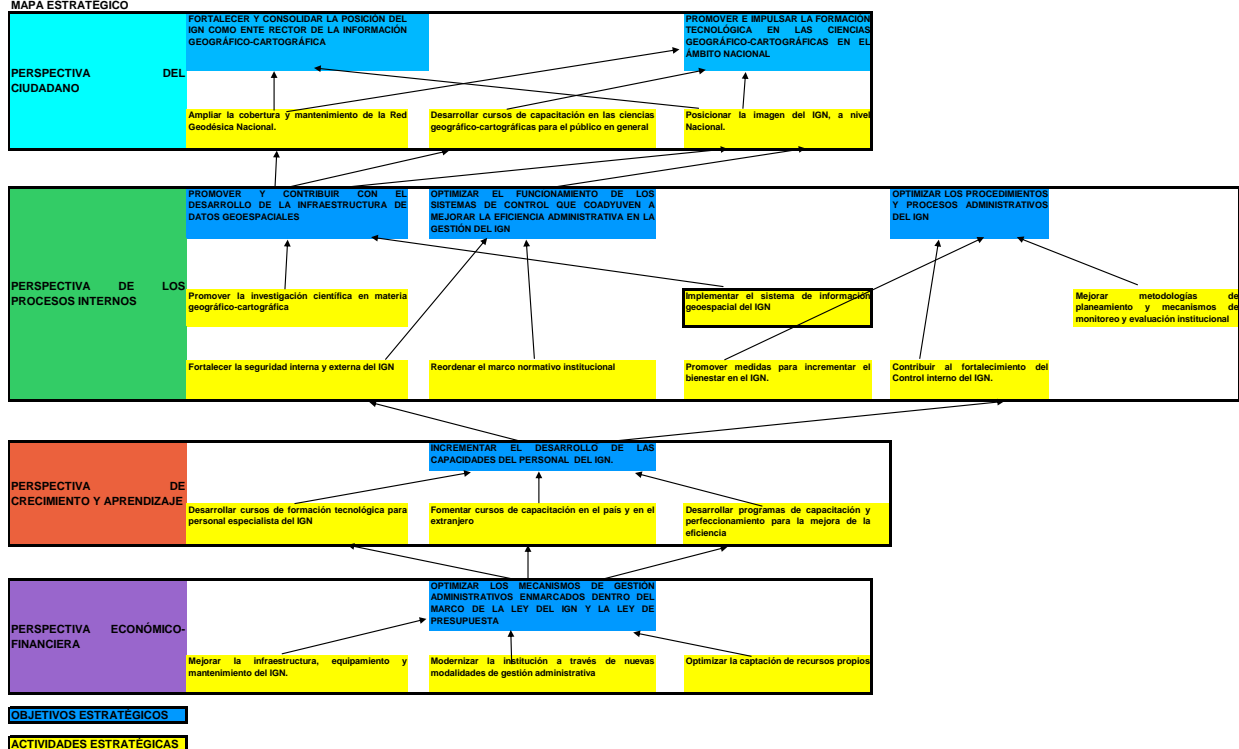 MAPA ESTRATÉGICO
FORTALECER Y CONSOLIDAR LA POSICIÓN DEL
IGN COMO ENTE RECTOR DE LA INFORMACIÓN
GEOGRÁFICO-CARTOGRÁFICA
PROMOVER E IMPULSAR LA FORMACIÓN
TECNOLÓGICA EN LAS CIENCIAS
GEOGRÁFICO-CARTOGRÁFICAS EN EL
ÁMBITO NACIONAL
PERSPECTIVA DEL
CIUDADANO
Ampliar la cobertura y mantenimiento de la Red
Geodésica Nacional.
Desarrollar cursos de capacitación en las ciencias
geográfico-cartográficas para el público en general
Posicionar la imagen del IGN, a nivel
Nacional.
PROMOVER Y CONTRIBUIR CON EL
DESARROLLO DE LA INFRAESTRUCTURA DE
DATOS GEOESPACIALES
OPTIMIZAR EL FUNCIONAMIENTO DE LOS
SISTEMAS DE CONTROL QUE COADYUVEN A
MEJORAR LA EFICIENCIA ADMINISTRATIVA EN LA
GESTIÓN DEL IGN
OPTIMIZAR LOS PROCEDIMIENTOS
Y PROCESOS ADMINISTRATIVOS
DEL IGN
PERSPECTIVA DE LOS
PROCESOS INTERNOS
Promover la investigación científica en materia
geográfico-cartográfica
Implementar el sistema de información
geoespacial del IGN
Mejorar metodologías de
planeamiento y mecanismos de
monitoreo y evaluación institucional
Fortalecer la seguridad interna y externa del IGN
Reordenar el marco normativo institucional
Promover medidas para incrementar el
bienestar en el IGN.
Contribuir al fortalecimiento del
Control interno del IGN.
INCREMENTAR EL DESARROLLO DE LAS
CAPACIDADES DEL PERSONAL DEL IGN.
PERSPECTIVA DE
CRECIMIENTO Y APRENDIZAJE
Desarrollar cursos de formación tecnológica para
personal especialista del IGN
Fomentar cursos de capacitación en el país y en el
extranjero
Desarrollar programas de capacitación y
perfeccionamiento para la mejora de la
eficiencia
OPTIMIZAR LOS MECANISMOS DE GESTIÓN
ADMINISTRATIVOS ENMARCADOS DENTRO DEL
MARCO DE LA LEY DEL IGN Y LA LEY DE
PRESUPUESTA
PERSPECTIVA ECONÓMICO-
FINANCIERA
Mejorar la infraestructura, equipamiento y
mantenimiento del IGN.
Modernizar la institución a través de nuevas
modalidades de gestión administrativa
Optimizar la captación de recursos propios
OBJETIVOS ESTRATÉGICOS
ACTIVIDADES ESTRATÉGICAS